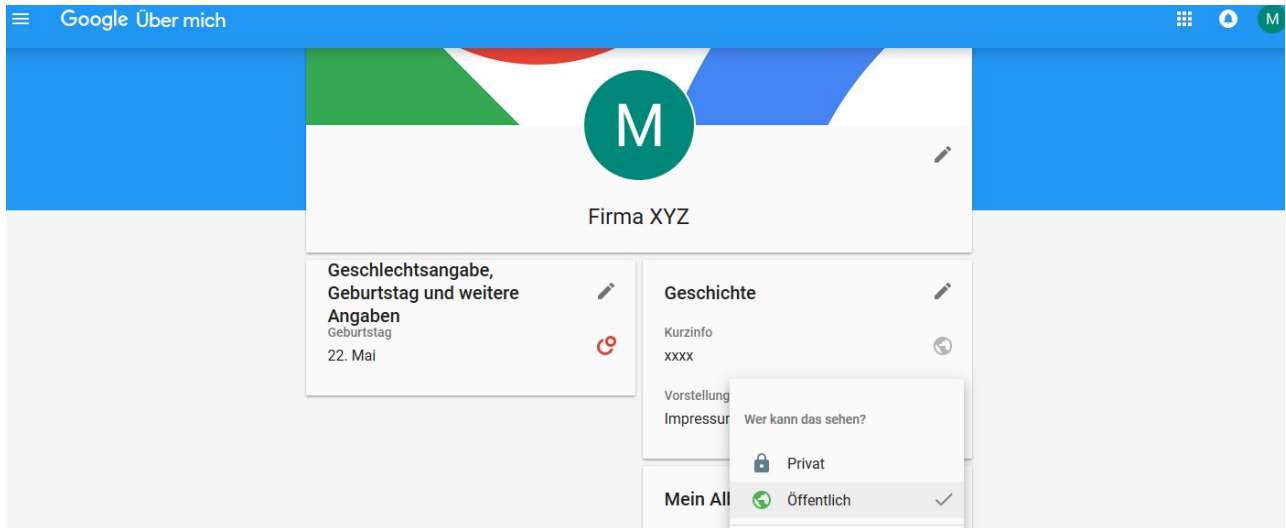 Google Über mich
M
M
Firma XYZ
Geschlechtsangabe,
Geburtstag und weitere
Angaben
Geburtstag
22. Mai
Geschichte
Kurzinfo
xxxx
Vorstellung
Impressur
Wer kann das sehen?
Privat
Öffentlich
Mein All